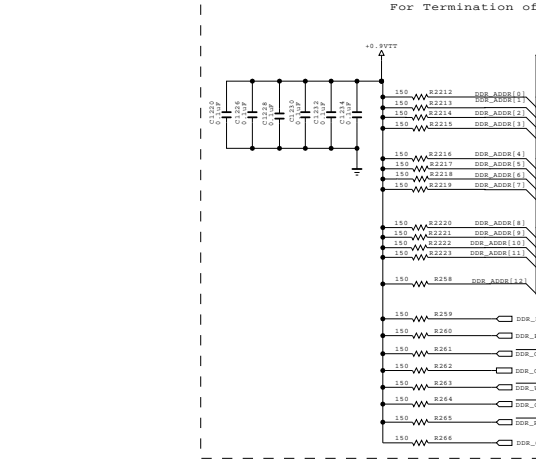 For Termination of
+0.9VTT
C1220 0.1uF
C1226 0.1uF
C1228 0.1uF
C1230 0.1uF
C1232 0.1uF
C1234 0.1uF
150 R2212 DDR_ADDR[0]
150 R2213 DDR_ADDR[1]
150 R2214 DDR_ADDR[2]
150 R2215 DDR_ADDR[3]
150 R2216 DDR_ADDR[4]
150 R2217 DDR_ADDR[5]
150 R2218 DDR_ADDR[6]
150 R2219 DDR_ADDR[7]
150 R2220 DDR_ADDR[8]
150 R2221 DDR_ADDR[9]
150 R2222 DDR_ADDR[10]
150 R2223 DDR_ADDR[11]
150 R258 DDR_ADDR[12]
150 R259
150 R260
150 R261
150 R262
150 R263
150 R264
150 R265
150 R266